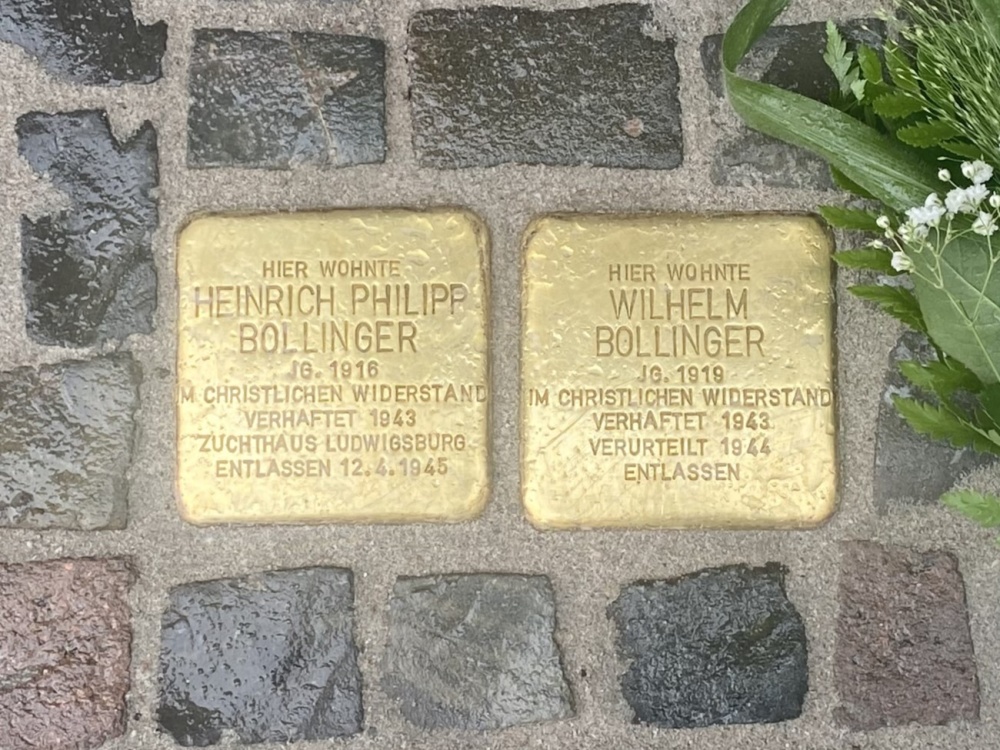 HIER WOHNTE
HEINRICH PHILIPP
BOLLINGER
JG. 1916
IM CHRISTLICHEN WIDERSTAND
VERHAFTET 1943
ZUCHTHAUS LUDWIGSBURG
ENTLASSEN 12.4.1945
HIER WOHNTE
WILHELM
BOLLINGER
JG. 1919
IM CHRISTLICHEN WIDERSTAND
VERHAFTET 1943
VERURTEILT 1944
ENTLASSEN